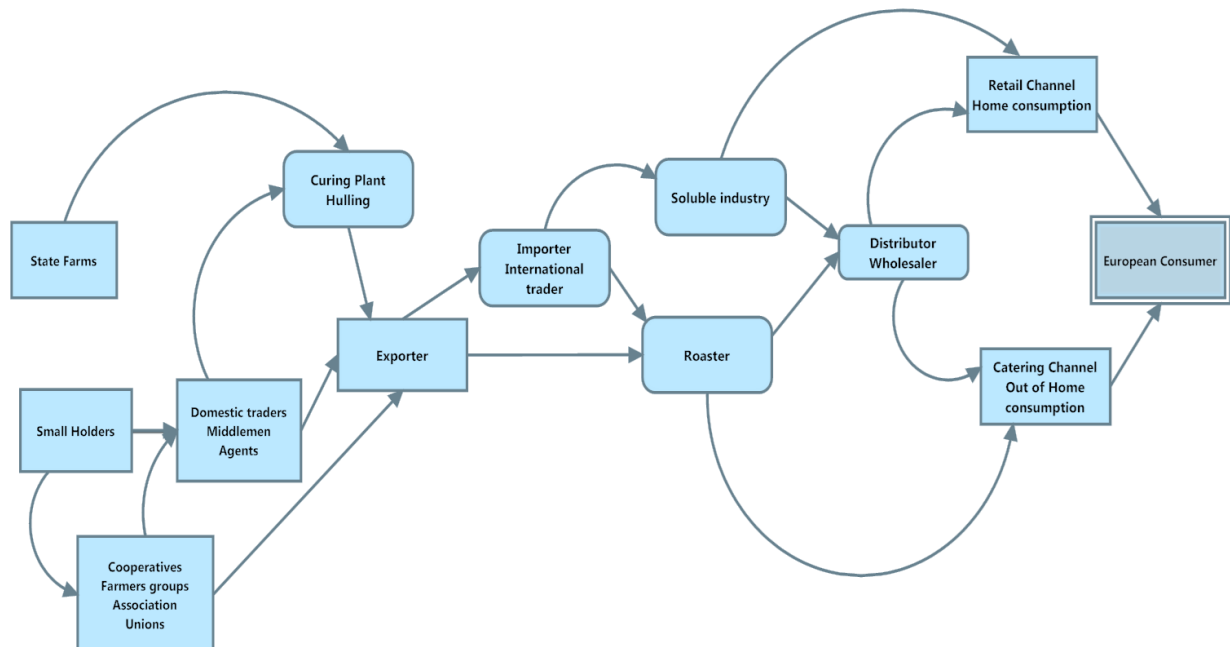 Retail Channel
Home consumption
Curing Plant
Hulling
Soluble industry
State Farms
Importer
International
trader
Distributor
Wholesaler
European Consumer
Exporter
Roaster
Catering Channel
Out of Home
consumption
Small Holders
Domestic traders
Middlemen
Agents
Cooperatives
Farmers groups
Association
Unions